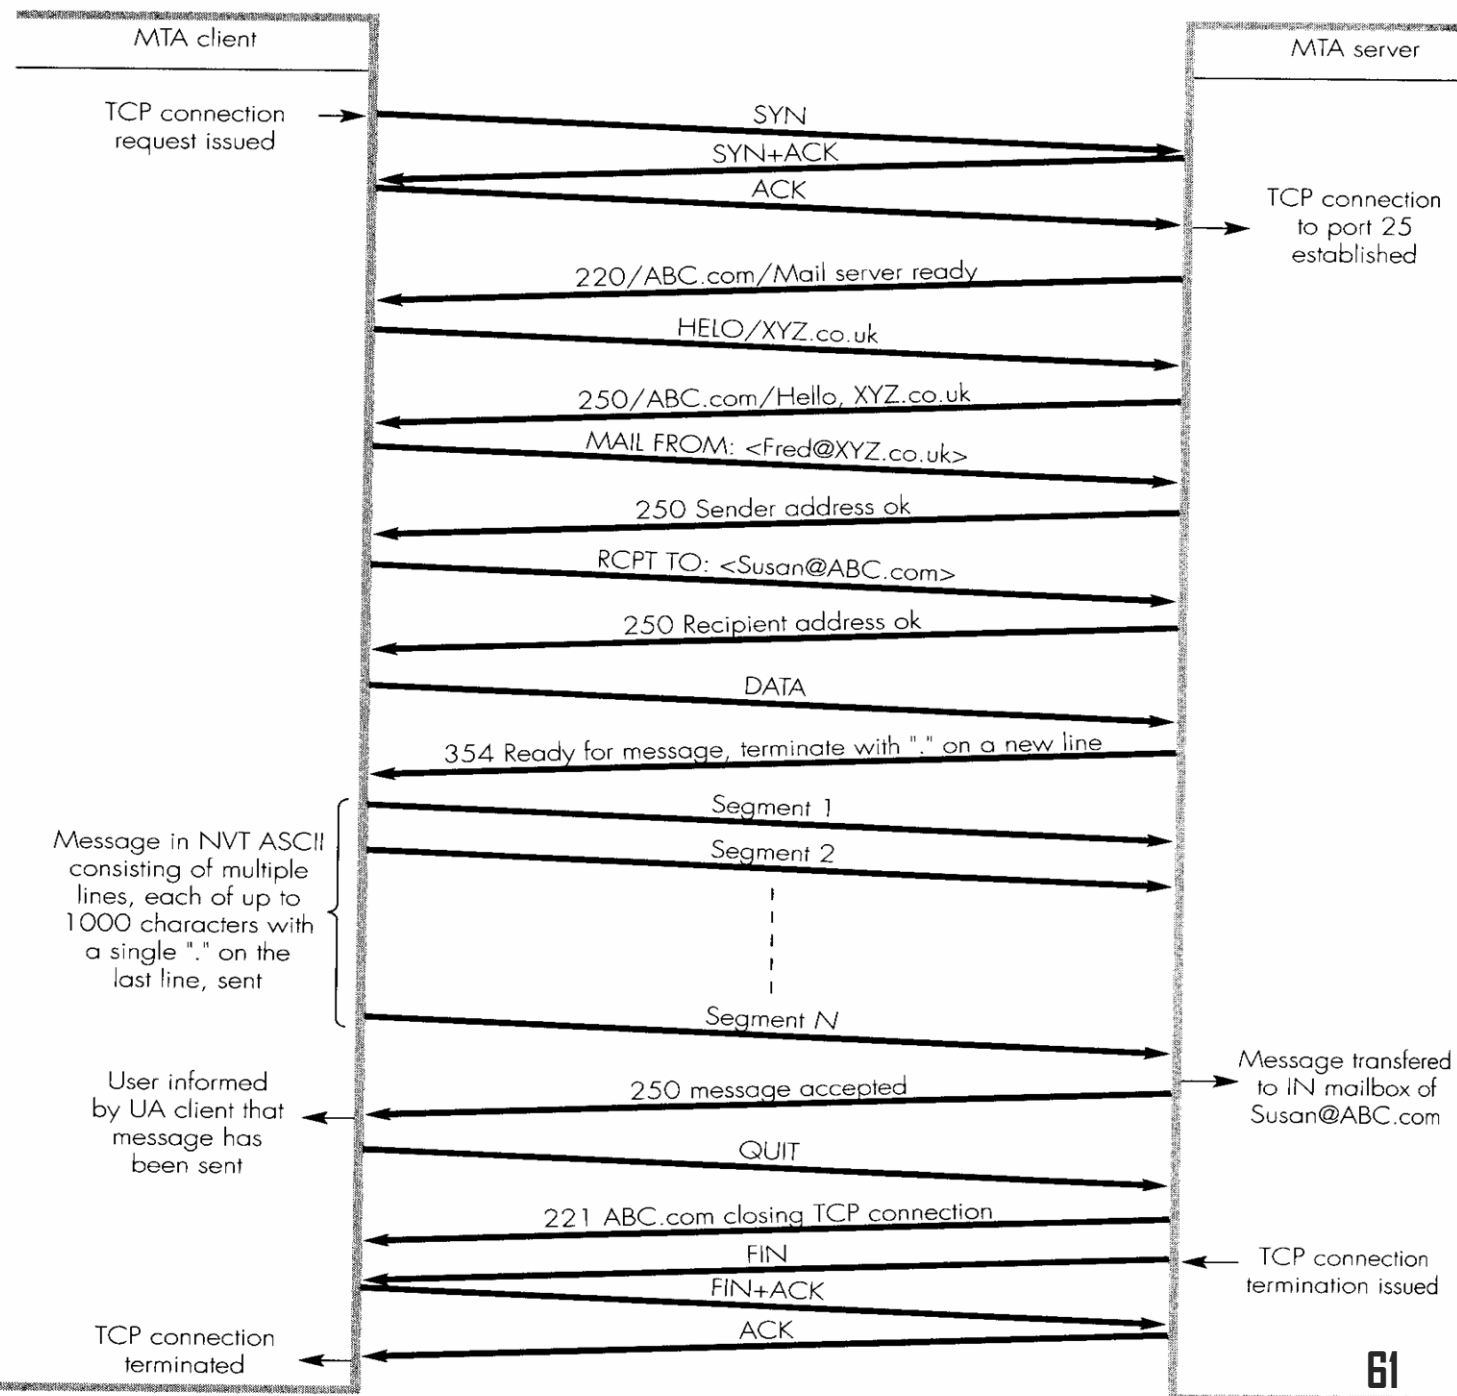 MTA client
MTA server
TCP connection
request issued
SYN
SYN+ACK
ACK
TCP connection
to port 25
established
220/ABC.com/Mail server ready
HELO/XYZ.co.uk
250/ABC.com/Hello, XYZ.co.uk
MAIL FROM: <Fred@XYZ.co.uk>
250 Sender address ok
RCPT TO: <Susan@ABC.com>
250 Recipient address ok
DATA
354 Ready for message, terminate with "." on a new line
Message in NVT ASCII
consisting of multiple
lines, each of up to
1000 characters with
a single "." on the
last line, sent
Segment 1
Segment 2
Segment N
Message transfered
to IN mailbox of
Susan@ABC.com
250 message accepted
User informed
by UA client that
message has
been sent
QUIT
221 ABC.com closing TCP connection
FIN
TCP connection
termination issued
FIN+ACK
ACK
TCP connection
terminated
61